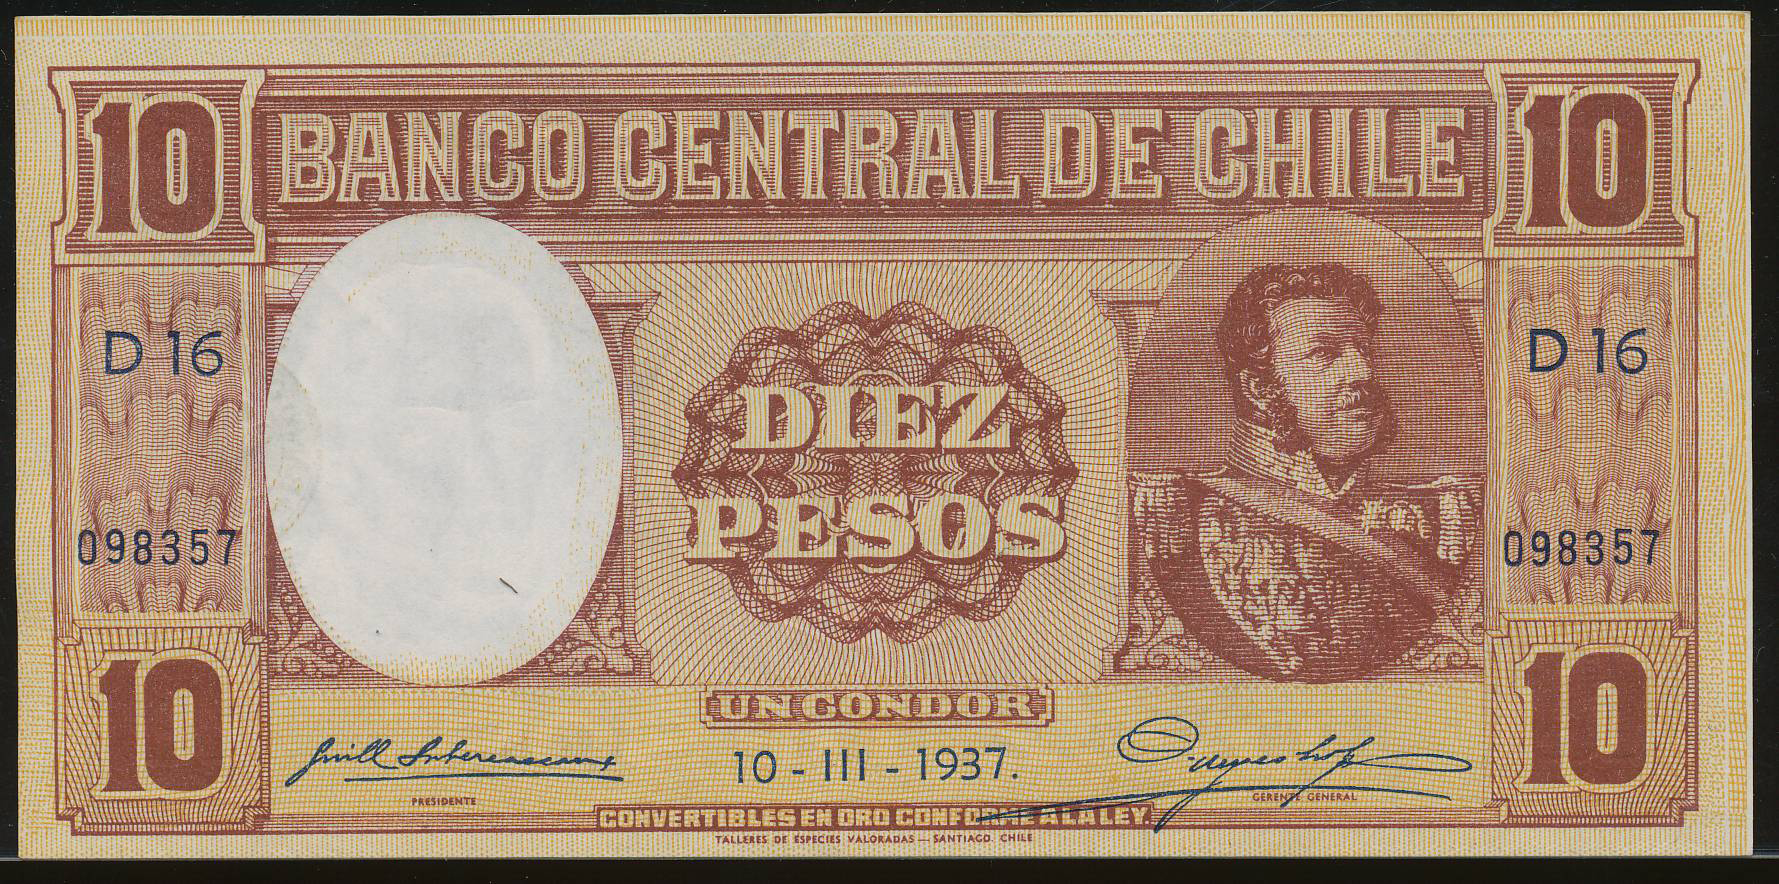 10 BANCO CENTRAL DE CHILE 10
D 16 D 16
DIEZ
PESOS
098357 098357
10 UN CONDOR 10
10 - III - 1937.
PRESIDENTE GERENTE GENERAL
CONVERTIBLES EN ORO CONFORME A LA LEY
TALLERES DE ESPECIES VALORADAS — SANTIAGO. CHILE